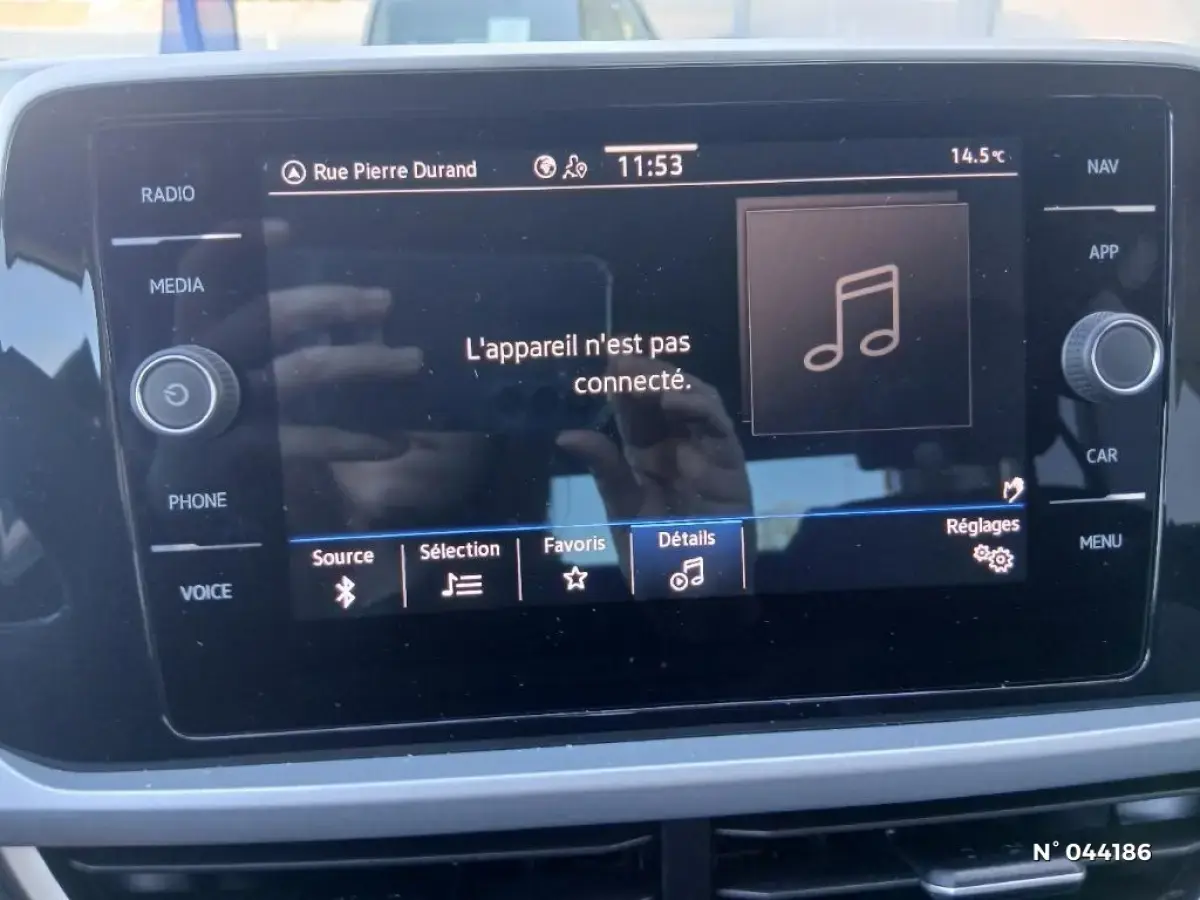 Rue Pierre Durand
11:53
14.5°C
RADIO
MEDIA
PHONE
VOICE
L'appareil n'est pas
connecté.
NAV
APP
CAR
MENU
Source
Sélection
Favoris
Détails
Réglages
N° 044186